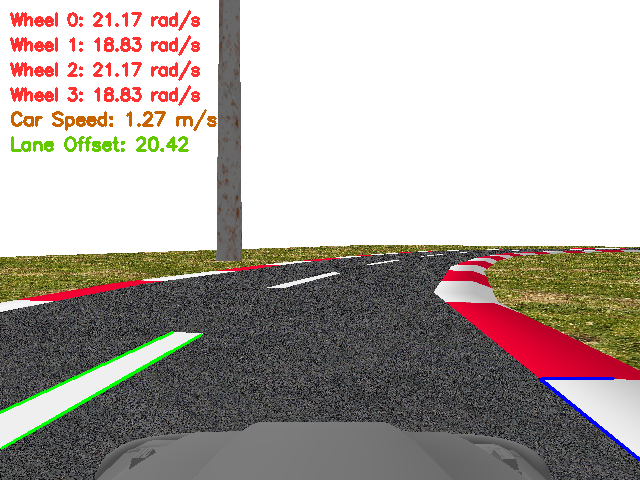 Wheel 0: 21.17 rad/s
Wheel 1: 18.83 rad/s
Wheel 2: 21.17 rad/s
Wheel 3: 18.83 rad/s
Car Speed: 1.27 m/s
Lane Offset: 20.42